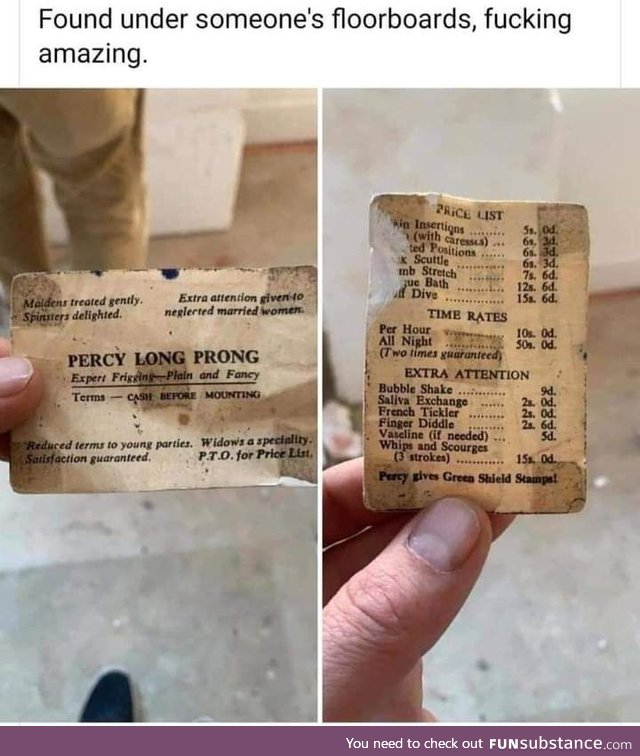 Found under someone's floorboards, fucking
amazing.
Maidens treated gently. Extra attention given to
Spinsters delighted. neglerted married women.
PERCY LONG PRONG
Expert Frigging—Plain and Fancy
Terms — CASH BEFORE MOUNTING
Reduced terms to young parties. Widows a speciality.
Satisfaction guaranteed. P.T.O. for Price List.
PRICE LIST
Insertions ......... 5s. 0d.
(with caresses) ... 6s. 3d.
Positions ...... 6s. 3d.
Scuttle ............ 6s. 3d.
Stretch ............ 7s. 6d.
Bath ............ 12s. 6d.
Dive ............ 15s. 6d.
TIME RATES
Per Hour ............ 10s. 0d.
All Night ............ 50s. 0d.
(Two times guaranteed)
EXTRA ATTENTION
Bubble Shake ............ 9d.
Saliva Exchange ...... 2s. 0d.
French Tickler ......... 2s. 0d.
Finger Diddle ......... 2s. 6d.
Vaseline (if needed) ... 5d.
Whips and Scourges
(3 strokes) ............ 15s. 0d.
Percy gives Green Shield Stamps!
You need to check out FUNsubstance.com